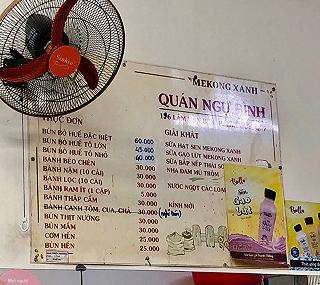 MEKONG XANH
QUÁN NGỰ BÌNH
THỰC ĐƠN
BÚN BÒ HUẾ ĐẶC BIỆT 60.000
BÚN BÒ HUẾ TÔ LỚN 45.000
BÚN BÒ HUẾ TÔ NHỎ 40.000
BÁNH BÈO CHÉN 30.000
BÁNH NẬM (10 CÁI) 30.000
BÁNH LỌC (10 CÁI) 30.000
BÁNH RAM ÍT (1 CẶP) 5.000
BÁNH THẬP CẨM 30.000
BÁNH CANH TÔM, CUA, CHẢ 30.000
BÚN THỊT NƯỚNG 30.000
BÚN MẮM 30.000
CƠM HẾN 25.000
BÚN HẾN 25.000
GIẢI KHÁT
SỮA HẠT SEN MEKONG XANH
SỮA GẠO LỨT MEKONG XANH
SỮA BẮP NẾP THẢO
NHA ĐAM MỦ TRÔM
NƯỚC NGỌT CÁC LOẠI
KÍNH MỜI
Gạo lứt